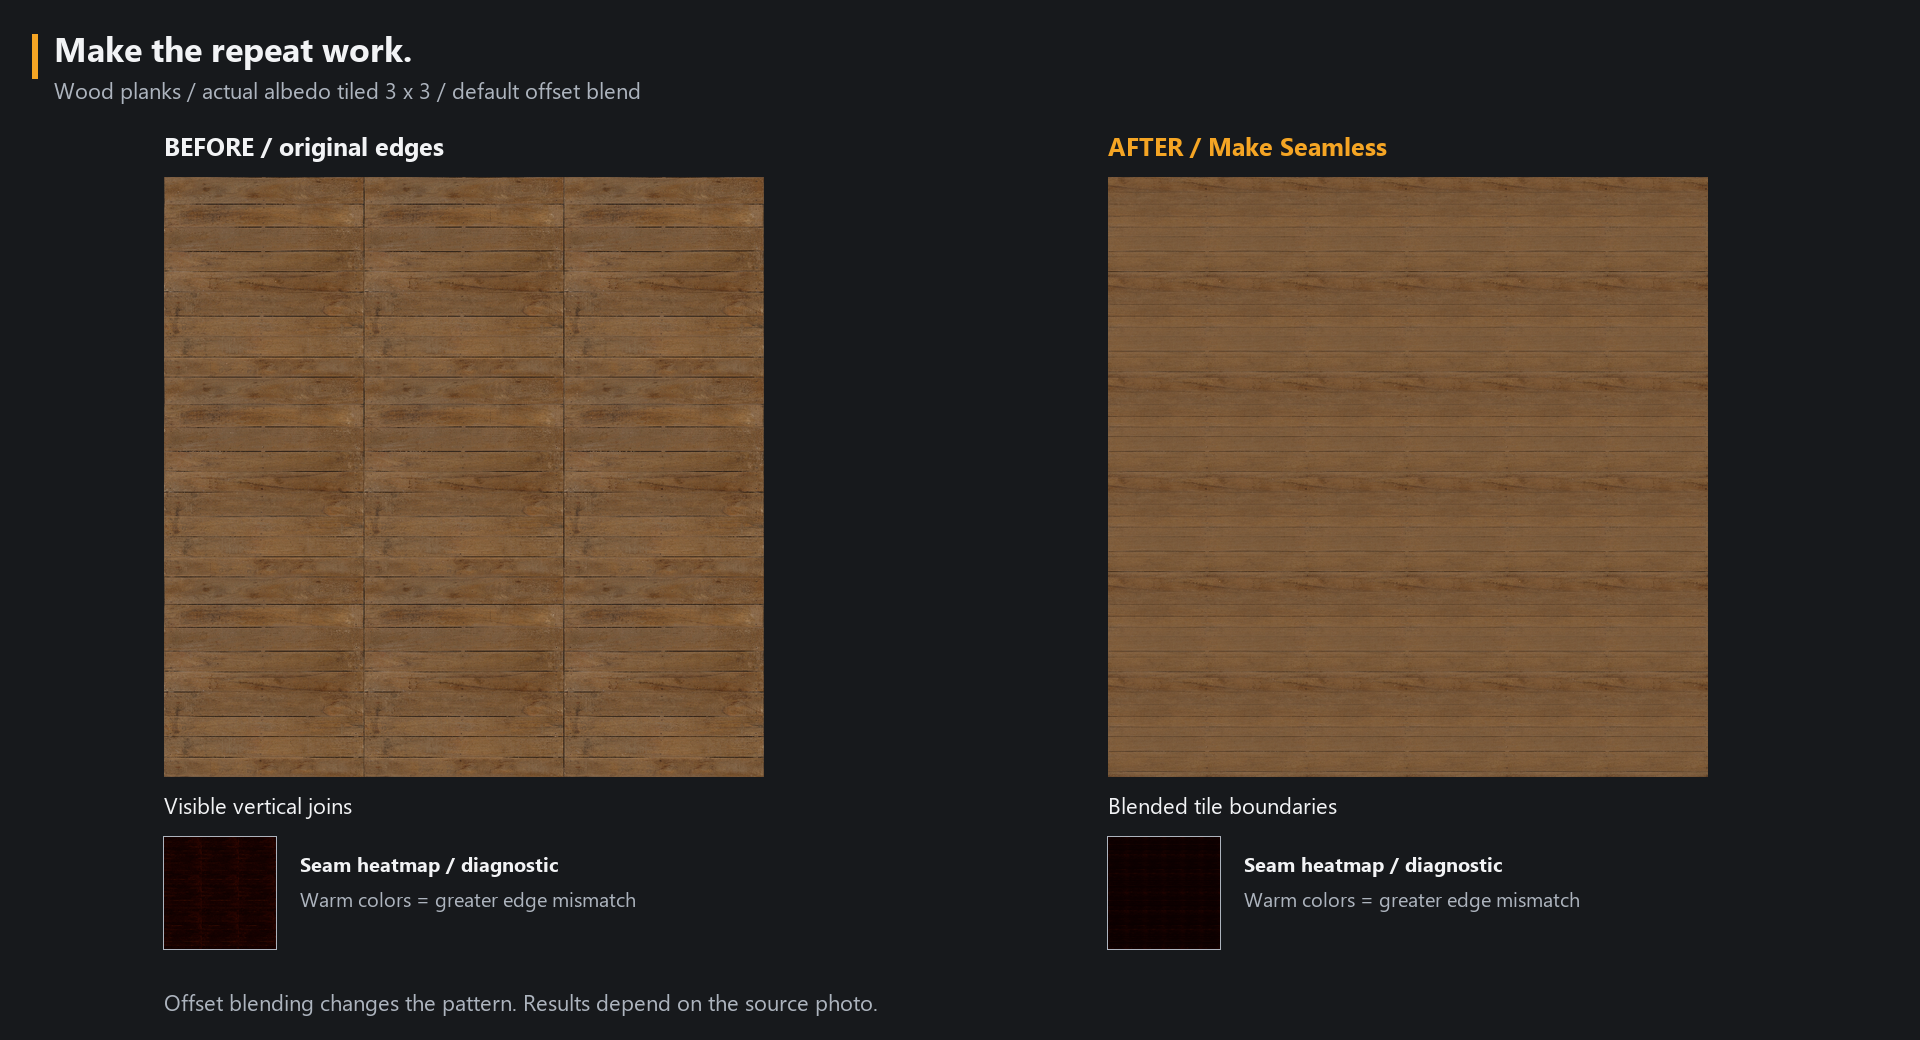 Make the repeat work.
Wood planks / actual albedo tiled 3 x 3 / default offset blend
BEFORE / original edges
AFTER / Make Seamless
Visible vertical joins
Blended tile boundaries
Seam heatmap / diagnostic
Warm colors = greater edge mismatch
Seam heatmap / diagnostic
Warm colors = greater edge mismatch
Offset blending changes the pattern. Results depend on the source photo.